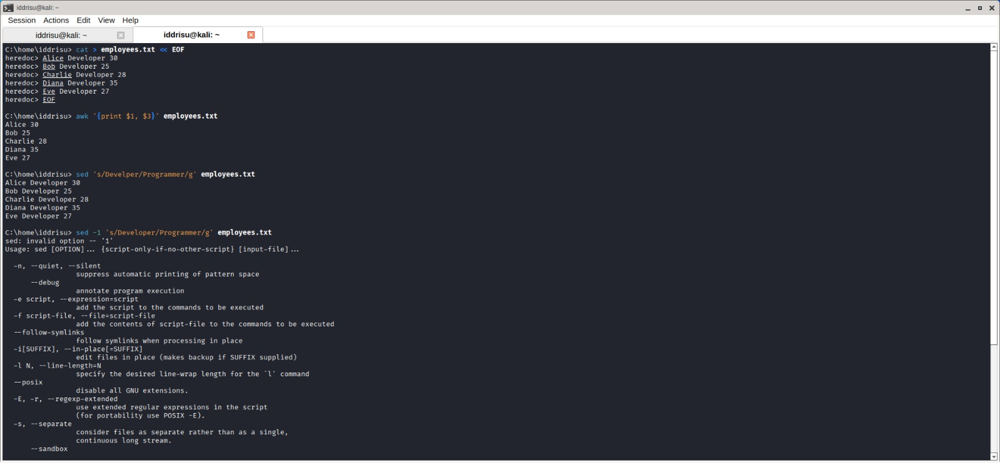 iddrisu@kali: ~
Session Actions Edit View Help
iddrisu@kali: ~ iddrisu@kali: ~
C:\home\iddrisu> cat > employees.txt << EOF
heredoc> Alice Developer 30
heredoc> Bob Developer 25
heredoc> Charlie Developer 28
heredoc> Diana Developer 35
heredoc> Eve Developer 27
heredoc> EOF
C:\home\iddrisu> awk '{print $1, $3}' employees.txt
Alice 30
Bob 25
Charlie 28
Diana 35
Eve 27
C:\home\iddrisu> sed 's/Develper/Programmer/g' employees.txt
Alice Developer 30
Bob Developer 25
Charlie Developer 28
Diana Developer 35
Eve Developer 27
C:\home\iddrisu> sed -1 's/Developer/Programmer/g' employees.txt
sed: invalid option -- '1'
Usage: sed [OPTION]... {script-only-if-no-other-script} [input-file]...
-n, --quiet, --silent
suppress automatic printing of pattern space
--debug
annotate program execution
-e script, --expression=script
add the script to the commands to be executed
-f script-file, --file=script-file
add the contents of script-file to the commands to be executed
--follow-symlinks
follow symlinks when processing in place
-i[SUFFIX], --in-place[=SUFFIX]
edit files in place (makes backup if SUFFIX supplied)
-l N, --line-length=N
specify the desired line-wrap length for the `l' command
--posix
disable all GNU extensions.
-E, -r, --regexp-extended
use extended regular expressions in the script
(for portability use POSIX -E).
-s, --separate
consider files as separate rather than as a single,
continuous long stream.
--sandbox